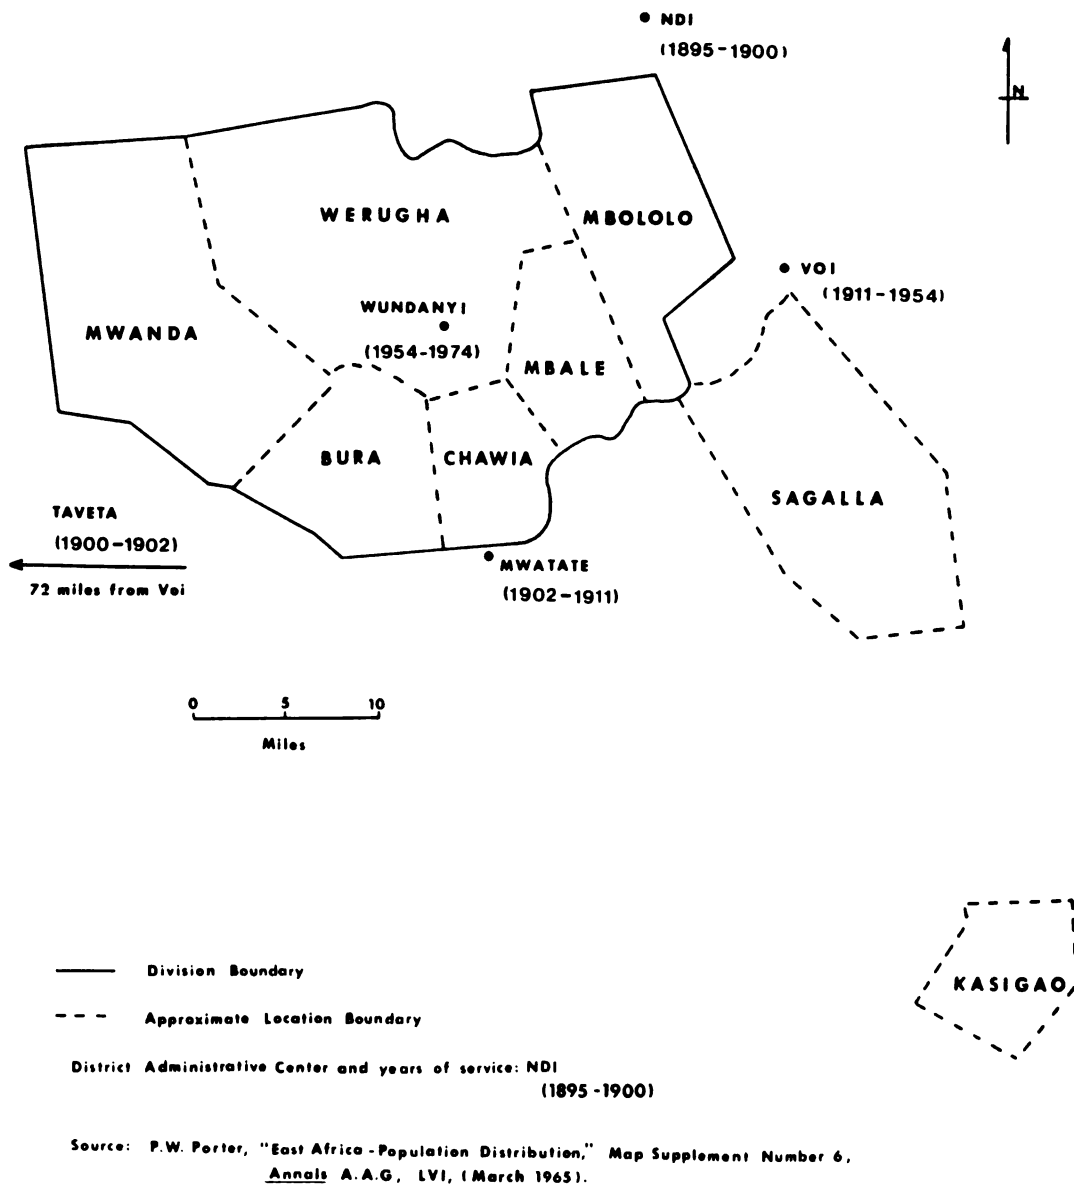 NDI
(1895-1900)
N
WERUGHA
MBOLOLO
VOI
(1911-1954)
WUNDANYI
(1954-1974)
MWANDA
MBALE
BURA
CHAWIA
SAGALLA
TAVETA
(1900-1902)
72 miles from Voi
MWATATE
(1902-1911)
0 5 10
Miles
KASIGAO
Division Boundary
Approximate Location Boundary
District Administrative Center and years of service: NDI
(1895-1900)
Source: P.W. Porter, "East Africa-Population Distribution," Map Supplement Number 6,
Annals A.A.G, LVI, (March 1965).